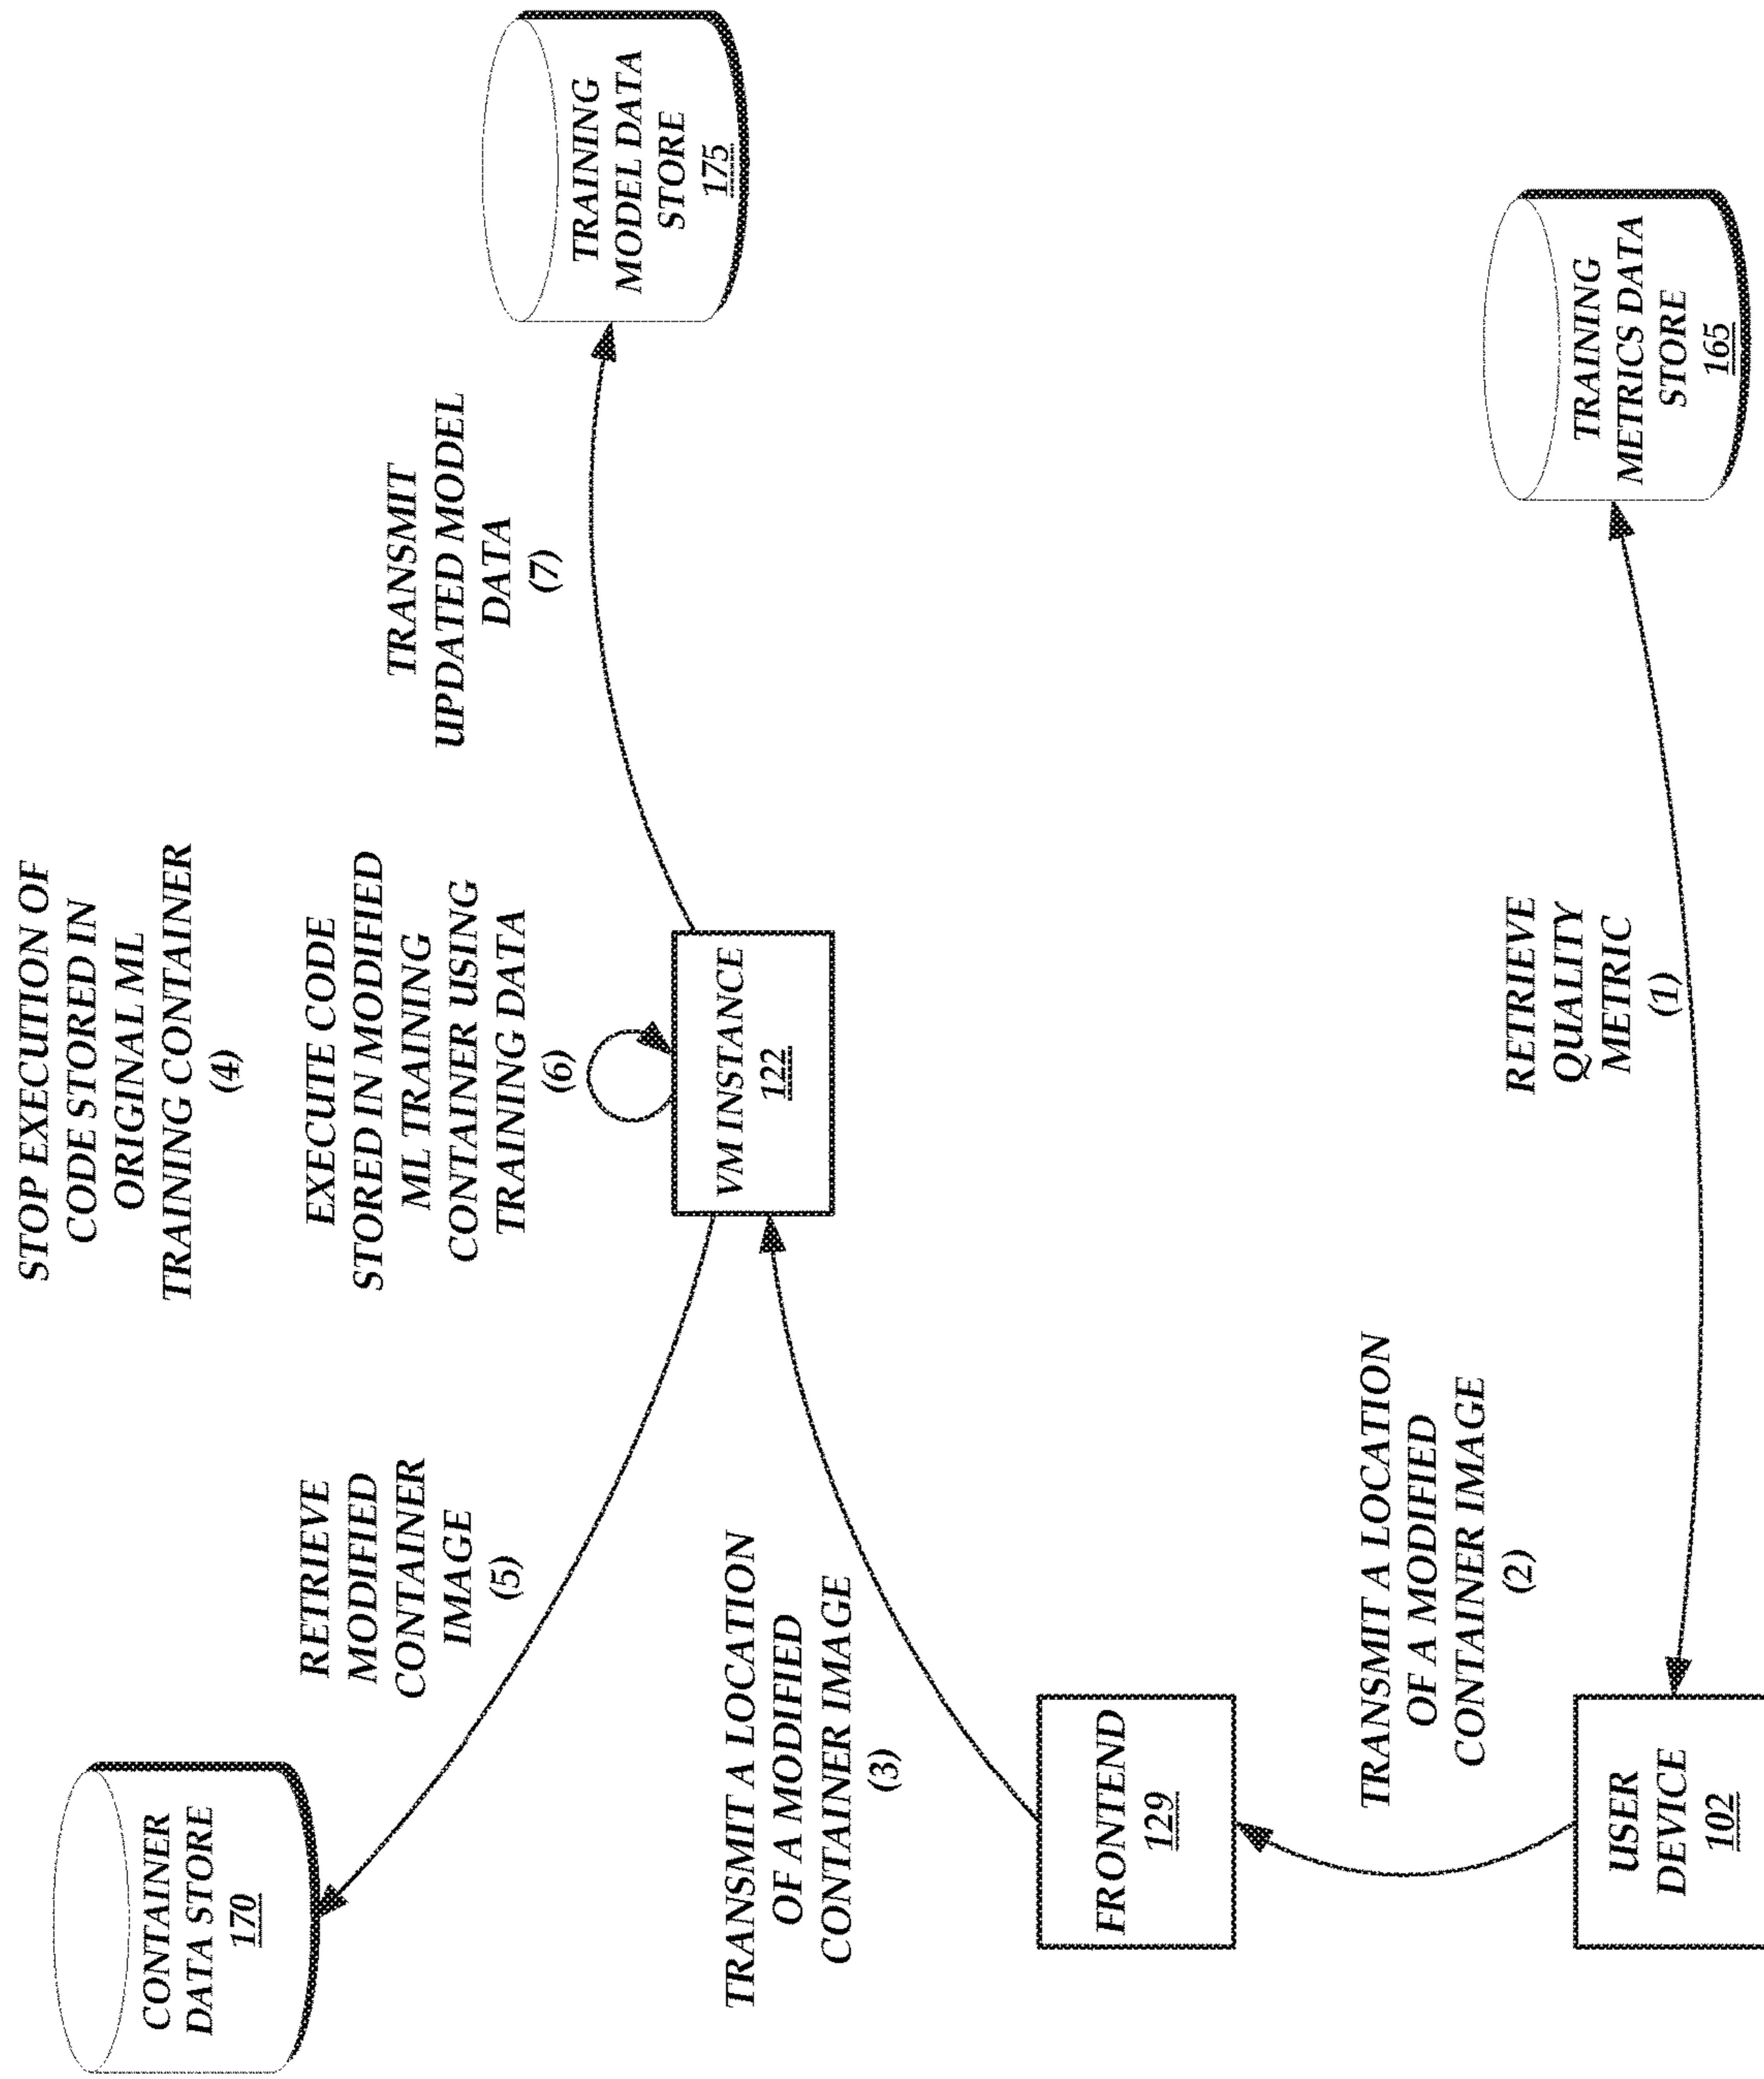 STOP EXECUTION OF
CODE STORED IN
ORIGINAL ML
TRAINING CONTAINER
(4)
EXECUTE CODE
STORED IN MODIFIED
ML TRAINING
CONTAINER USING
TRAINING DATA
(6)
CONTAINER
DATA STORE
170
RETRIEVE
MODIFIED
CONTAINER
IMAGE
(5)
VM INSTANCE
122
TRANSMIT
UPDATED MODEL
DATA
(7)
TRAINING
MODEL DATA
STORE
175
TRANSMIT A LOCATION
OF A MODIFIED
CONTAINER IMAGE
(3)
FRONTEND
129
TRANSMIT A LOCATION
OF A MODIFIED
CONTAINER IMAGE
(2)
USER
DEVICE
102
RETRIEVE
QUALITY
METRIC
(1)
TRAINING
METRICS DATA
STORE
165